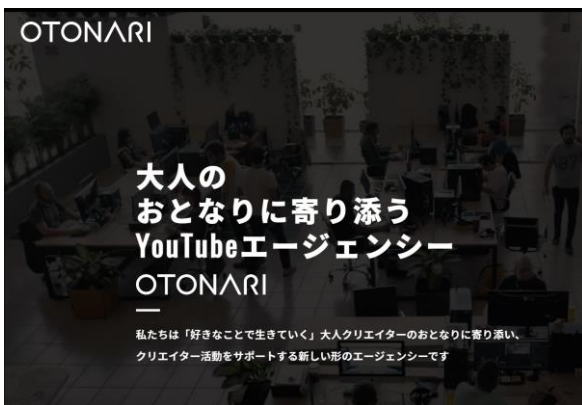 OTONARI
大人の
おとなりに寄り添う
YouTubeエージェンシー
OTONARI
私たちは「好きなことで生きていく」大人クリエイターのおとなりに寄り添い、
クリエイター活動をサポートする新しい形のエージェンシーです